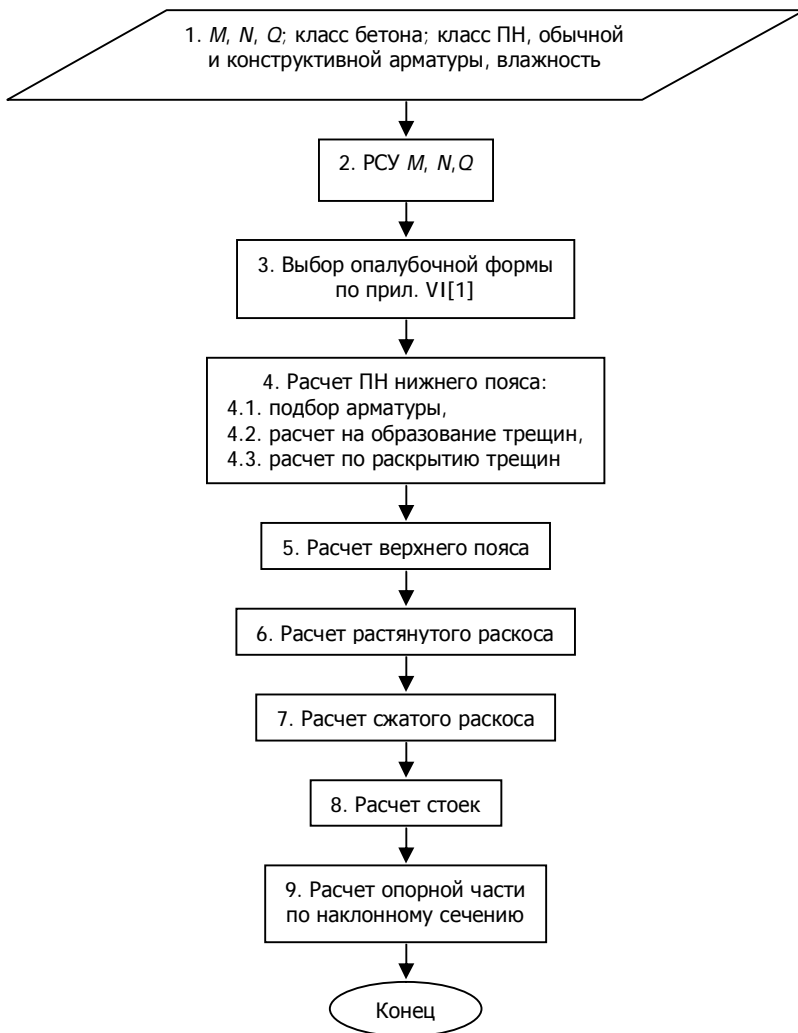 1. M, N, Q; класс бетона; класс ПН, обычной
и конструктивной арматуры, влажность
2. РСУ M, N,Q
3. Выбор опалубочной формы
по прил. VI[1]
4. Расчет ПН нижнего пояса:
4.1. подбор арматуры,
4.2. расчет на образование трещин,
4.3. расчет по раскрытию трещин
5. Расчет верхнего пояса
6. Расчет растянутого раскоса
7. Расчет сжатого раскоса
8. Расчет стоек
9. Расчет опорной части
по наклонному сечению
Конец